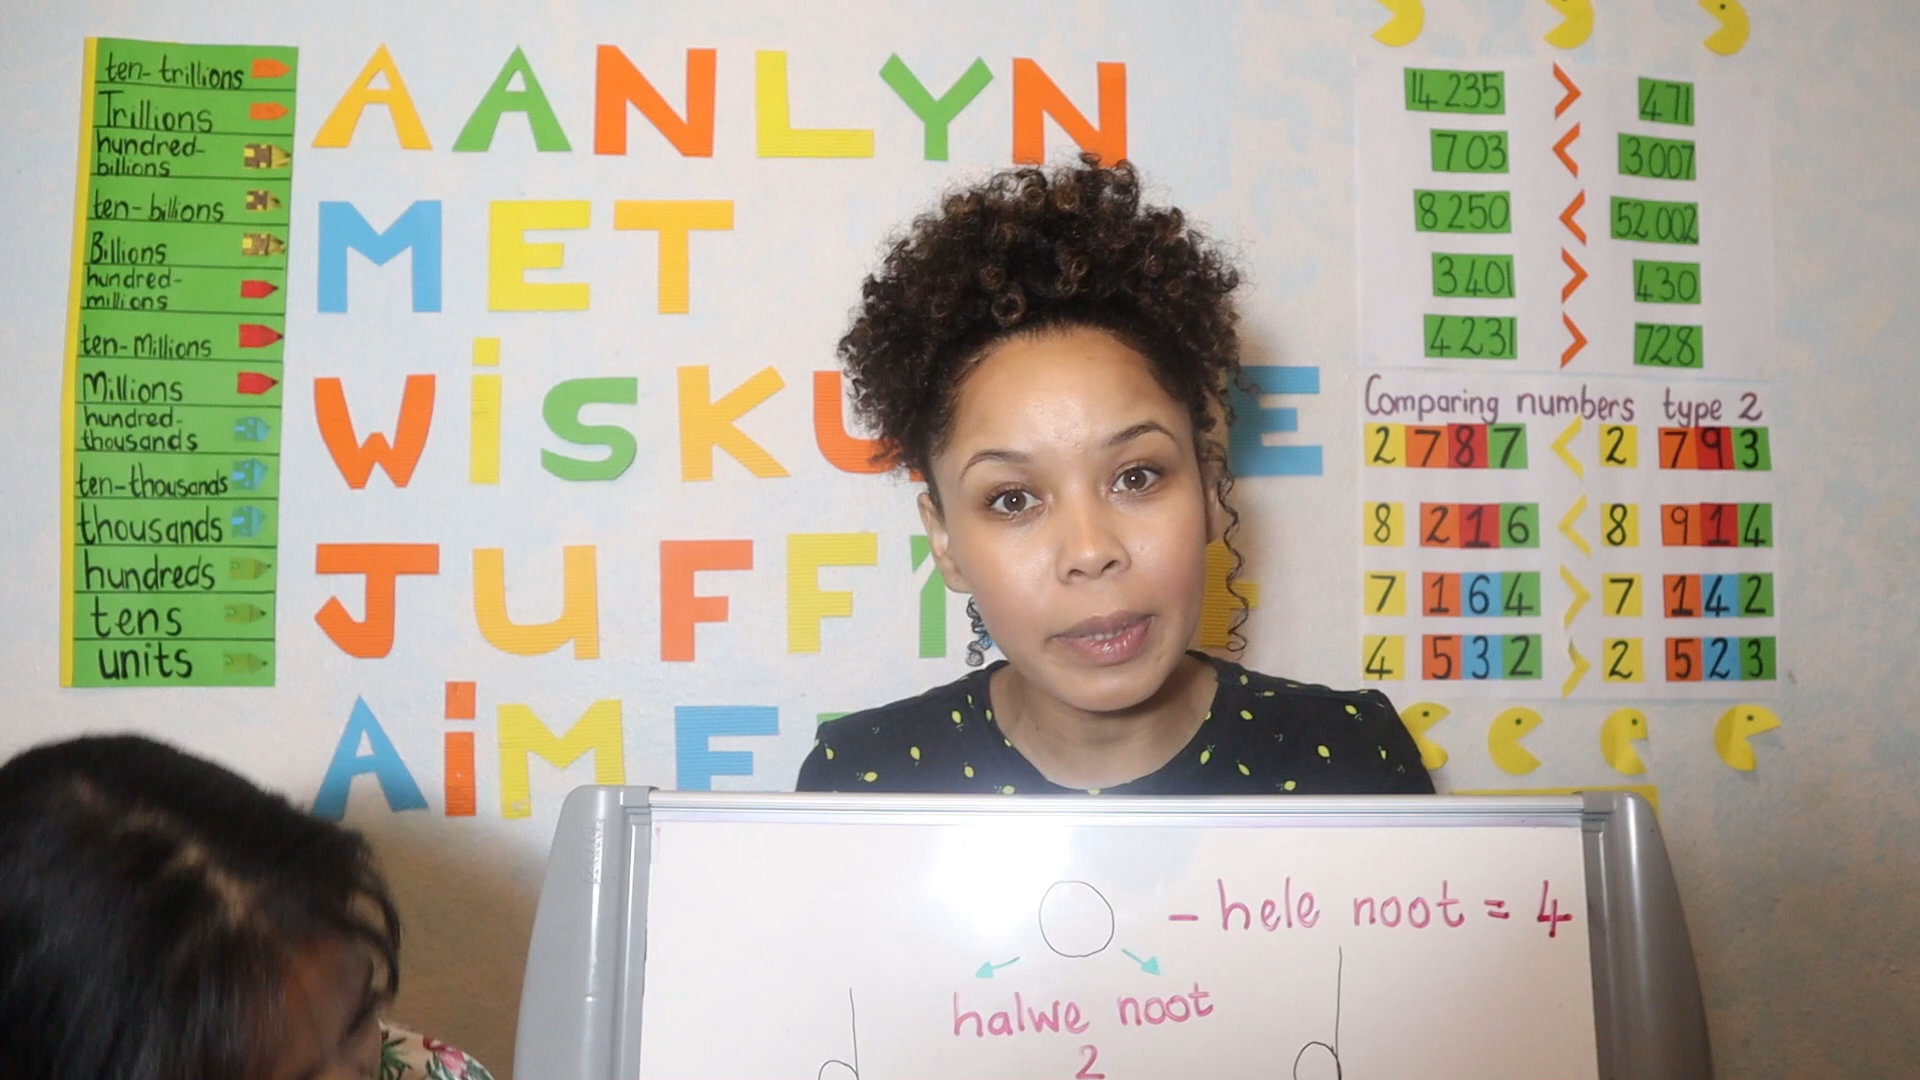 ten-trillions
Trillions
hundred-
billions
ten-billions
Billions
hundred-
millions
ten-Millions
Millions
hundred-
thousands
ten-thousands
thousands
hundreds
tens
units
AANLYN
MET
WiSKU E
JUFF
AiM
14 235 > 471
703 < 3 007
8 250 < 52 002
3 401 > 430
4 231 > 728
Comparing numbers type 2
2 787 < 2 793
8 216 < 8 914
7 164 > 7 142
4 532 > 2 523
- hele noot = 4
halwe noot
2